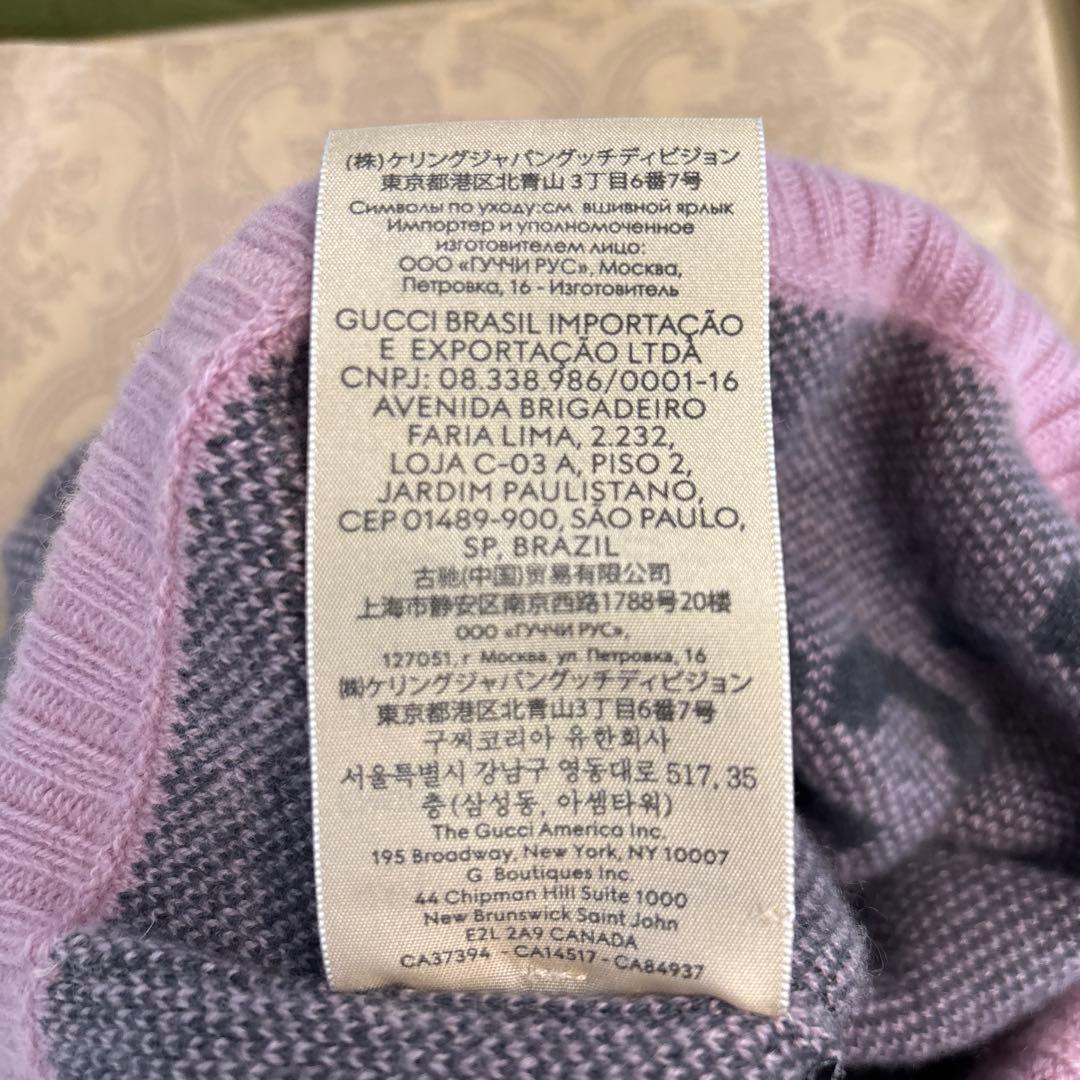 (株)ケリングジャパングッチディビジョン
東京都港区北青山 3丁目6番7号
Символы по уходу:см. вшивной ярлык
Импортер и уполномоченное
изготовителем лицо:
ООО «ГУЧЧИ РУС», Москва,
Петровка, 16 - Изготовитель
GUCCI BRASIL IMPORTAÇÃO
E EXPORTAÇÃO LTDA
CNPJ: 08.338.986/0001-16
AVENIDA BRIGADEIRO
FARIA LIMA, 2.232,
LOJA C-03 A, PISO 2,
JARDIM PAULISTANO,
CEP 01489-900, SÃO PAULO,
SP, BRAZIL
古驰(中国)贸易有限公司
上海市静安区南京西路1788号20楼
ООО «ГУЧЧИ РУС»,
127051, г. Москва, ул. Петровка, 16
㈱ケリングジャパングッチディビジョン
東京都港区北青山3丁目6番7号
구찌코리아 유한회사
서울특별시 강남구 영동대로 517, 35
층 (삼성동, 아셈타워)
The Gucci America Inc.
195 Broadway, New York, NY 10007
G. Boutiques Inc.
44 Chipman Hill Suite 1000
New Brunswick Saint John
E2L 2A9 CANADA
CA37394 - CA14517 - CA84937